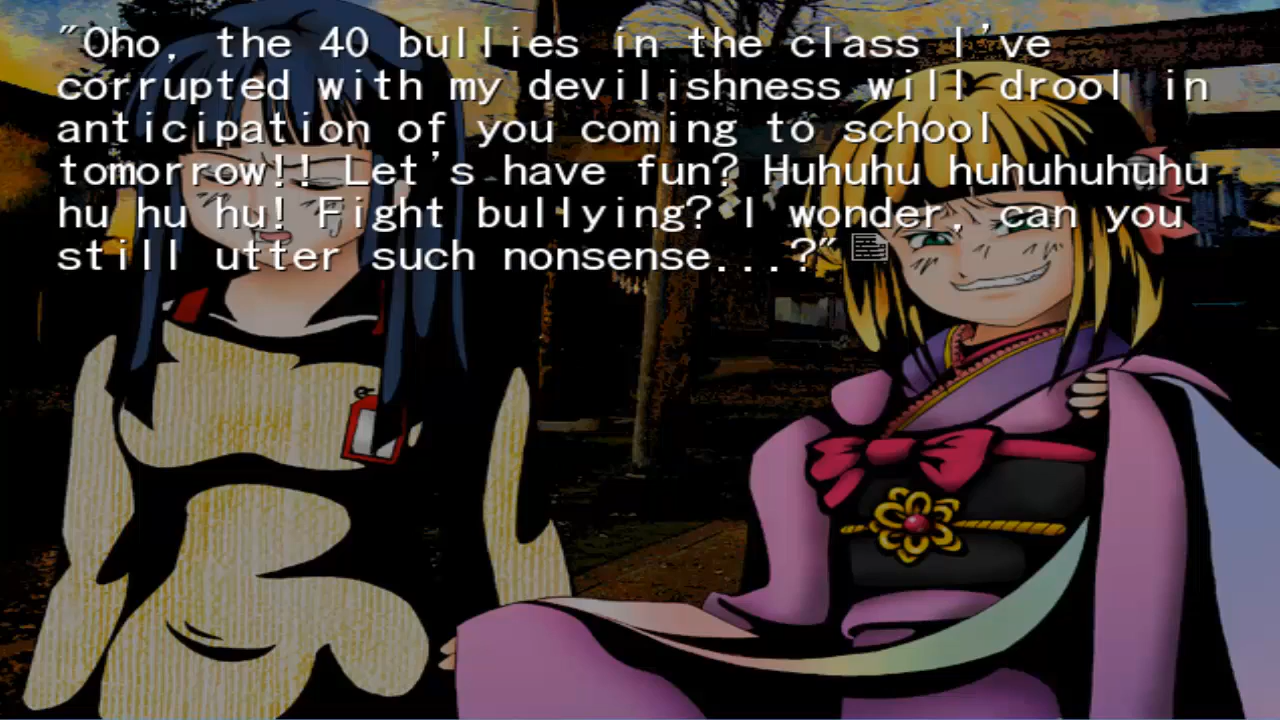 "Oho, the 40 bullies in the class I've
corrupted with my devilishness will drool in
anticipation of you coming to school
tomorrow!! Let's have fun? Huhuhu huhuhuhuhu
hu hu hu! Fight bullying? I wonder, can you
still utter such nonsense...?"